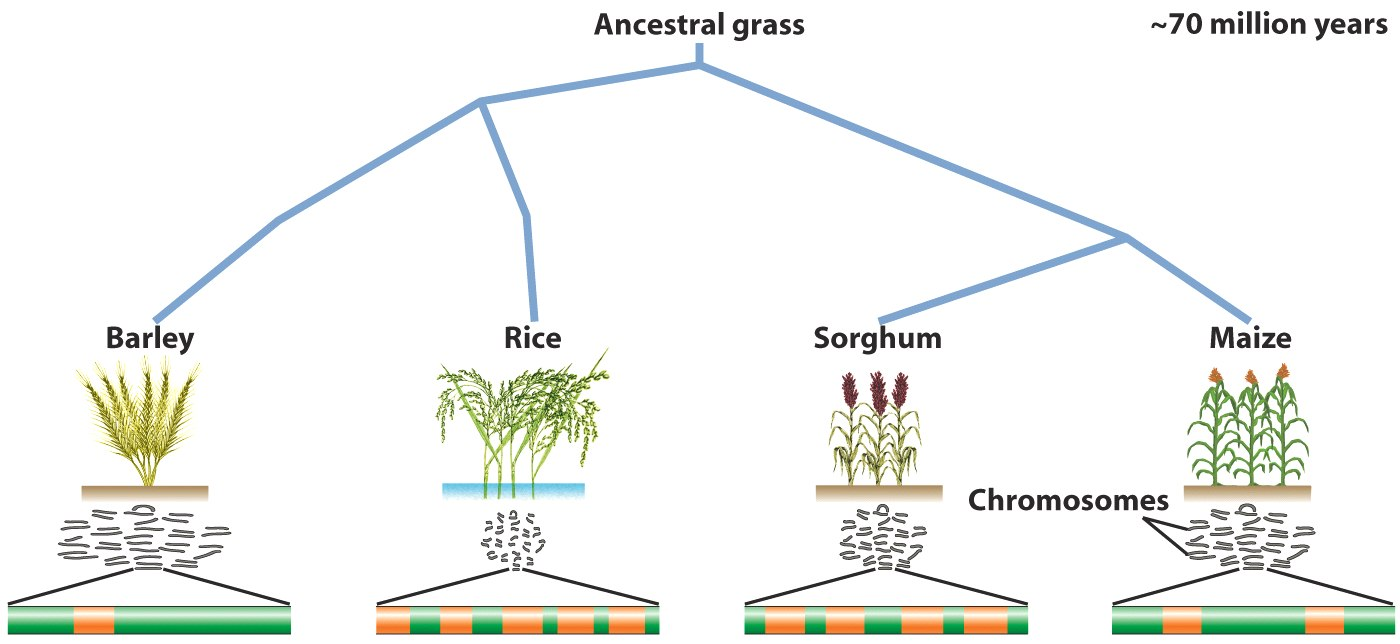 Ancestral grass
~70 million years
Barley
Rice
Sorghum
Maize
Chromosomes